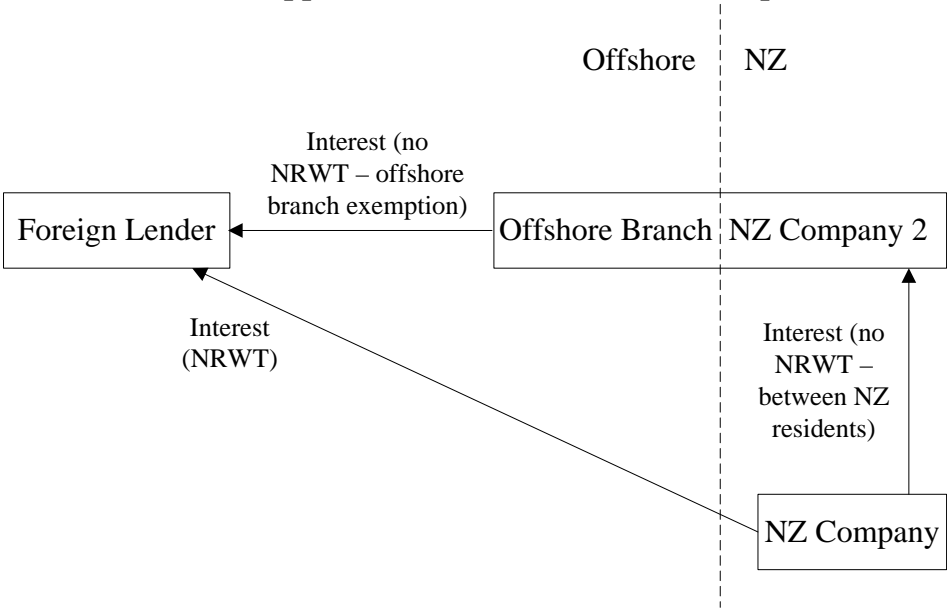 Offshore NZ
Interest (no
NRWT – offshore
branch exemption)
Foreign Lender
Offshore Branch
NZ Company 2
Interest
(NRWT)
Interest (no
NRWT –
between NZ
residents)
NZ Company